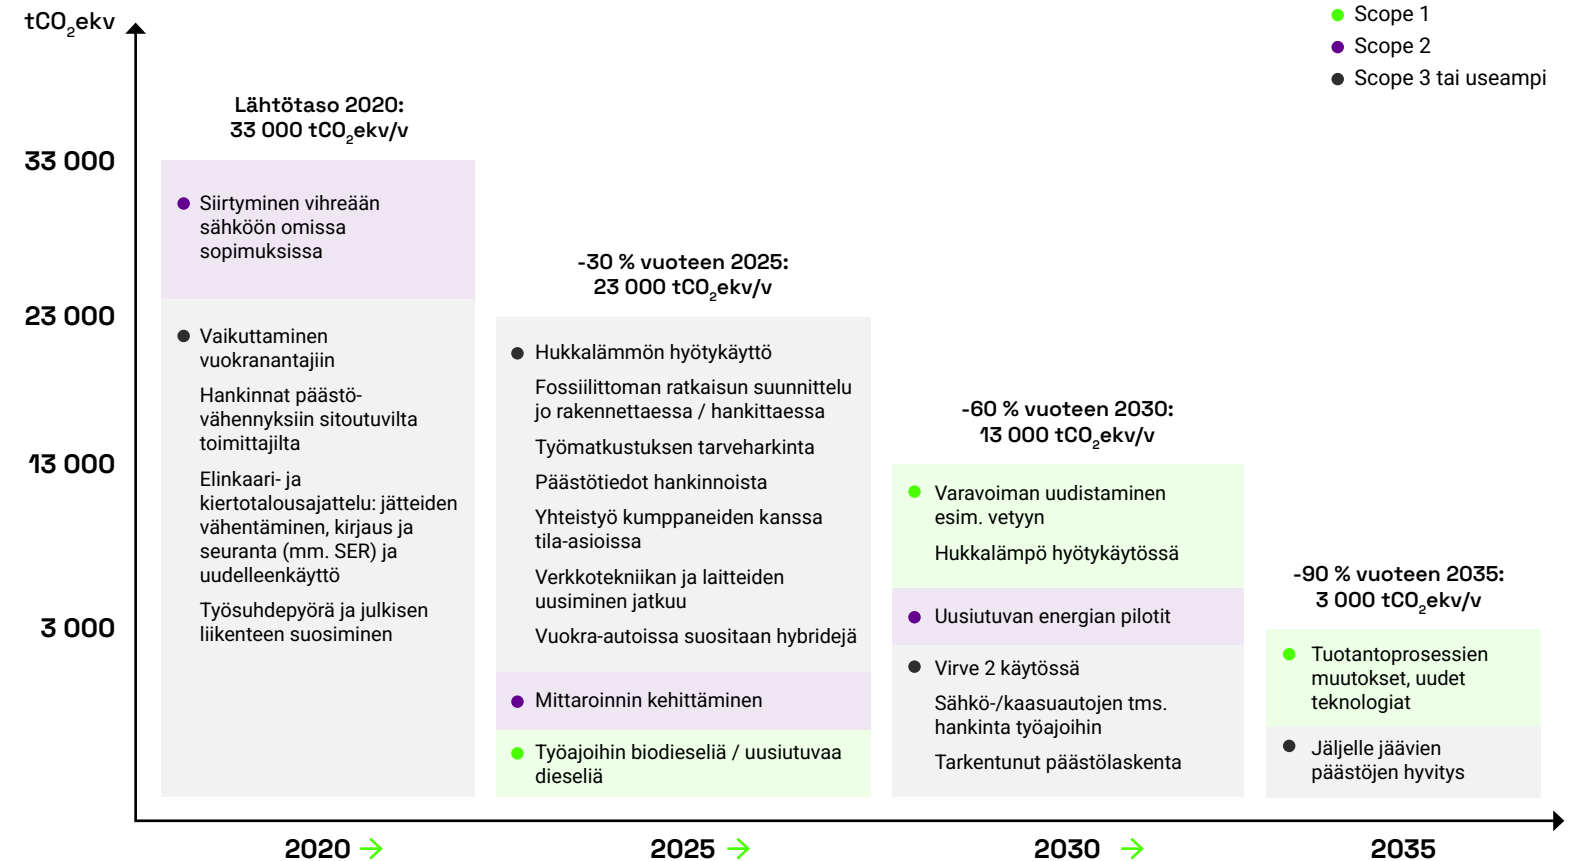 tCO₂ekv
Scope 1
Scope 2
Scope 3 tai useampi
33 000
23 000
13 000
3 000
Lähtötaso 2020:
33 000 tCO₂ekv/v
Siirtyminen vihreään
sähköön omissa
sopimuksissa
Vaikuttaminen
vuokranantajiin
Hankinnat päästö-
vähennyksiin sitoutuvilta
toimittajilta
Elinkaari- ja
kiertotalousajattelu: jätteiden
vähentäminen, kirjaus ja
seuranta (mm. SER) ja
uudelleenkäyttö
Työsuhdepyörä ja julkisen
liikenteen suosiminen
-30 % vuoteen 2025:
23 000 tCO₂ekv/v
Hukkalämmön hyötykäyttö
Fossiilittoman ratkaisun suunnittelu
jo rakennettaessa / hankittaessa
Työmatkustuksen tarveharkinta
Päästötiedot hankinnoista
Yhteistyö kumppaneiden kanssa
tila-asioissa
Verkkotekniikan ja laitteiden
uusiminen jatkuu
Vuokra-autoissa suositaan hybridejä
Mittaroinnin kehittäminen
Työajoihin biodieseliä / uusiutuvaa
dieseliä
-60 % vuoteen 2030:
13 000 tCO₂ekv/v
Varavoiman uudistaminen
esim. vetyyn
Hukkalämpö hyötykäytössä
Uusiutuvan energian pilotit
Virve 2 käytössä
Sähkö-/kaasuautojen tms.
hankinta työajoihin
Tarkentunut päästölaskenta
-90 % vuoteen 2035:
3 000 tCO₂ekv/v
Tuotantoprosessien
muutokset, uudet
teknologiat
Jäljelle jäävien
päästöjen hyvitys
2020 →
2025 →
2030 →
2035